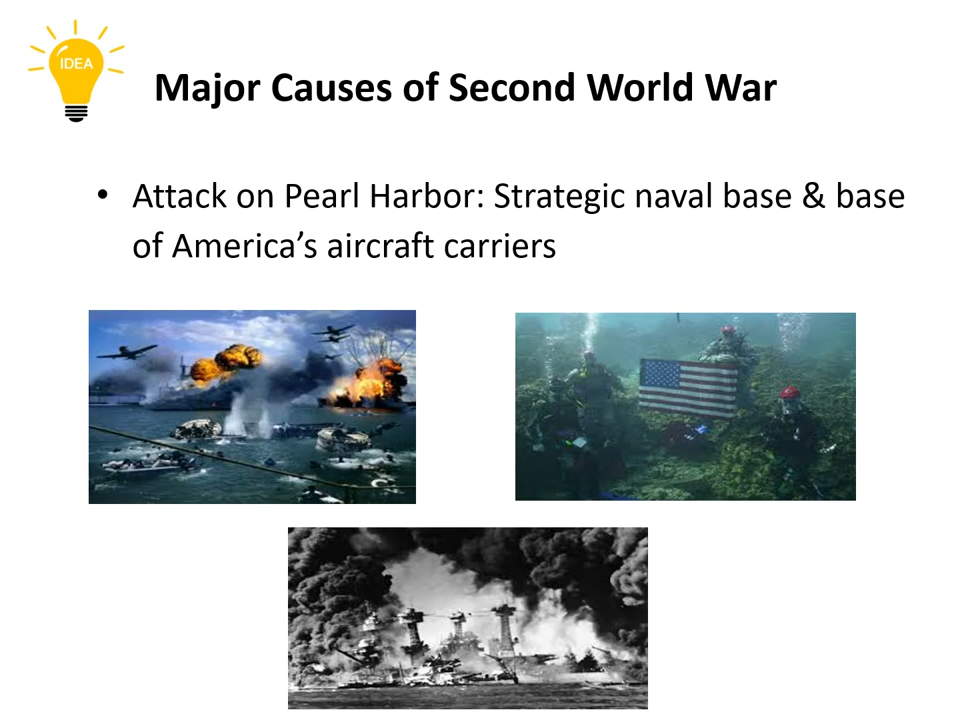 IDEA
Major Causes of Second World War
• Attack on Pearl Harbor: Strategic naval base & base
of America’s aircraft carriers